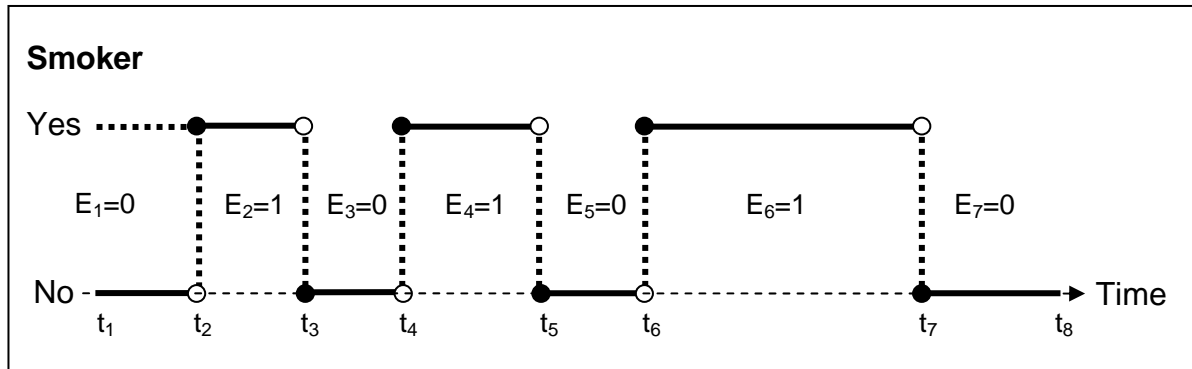 Smoker
Yes
E₁=0 E₂=1 E₃=0 E₄=1 E₅=0 E₆=1 E₇=0
No Time
t₁ t₂ t₃ t₄ t₅ t₆ t₇ t₈